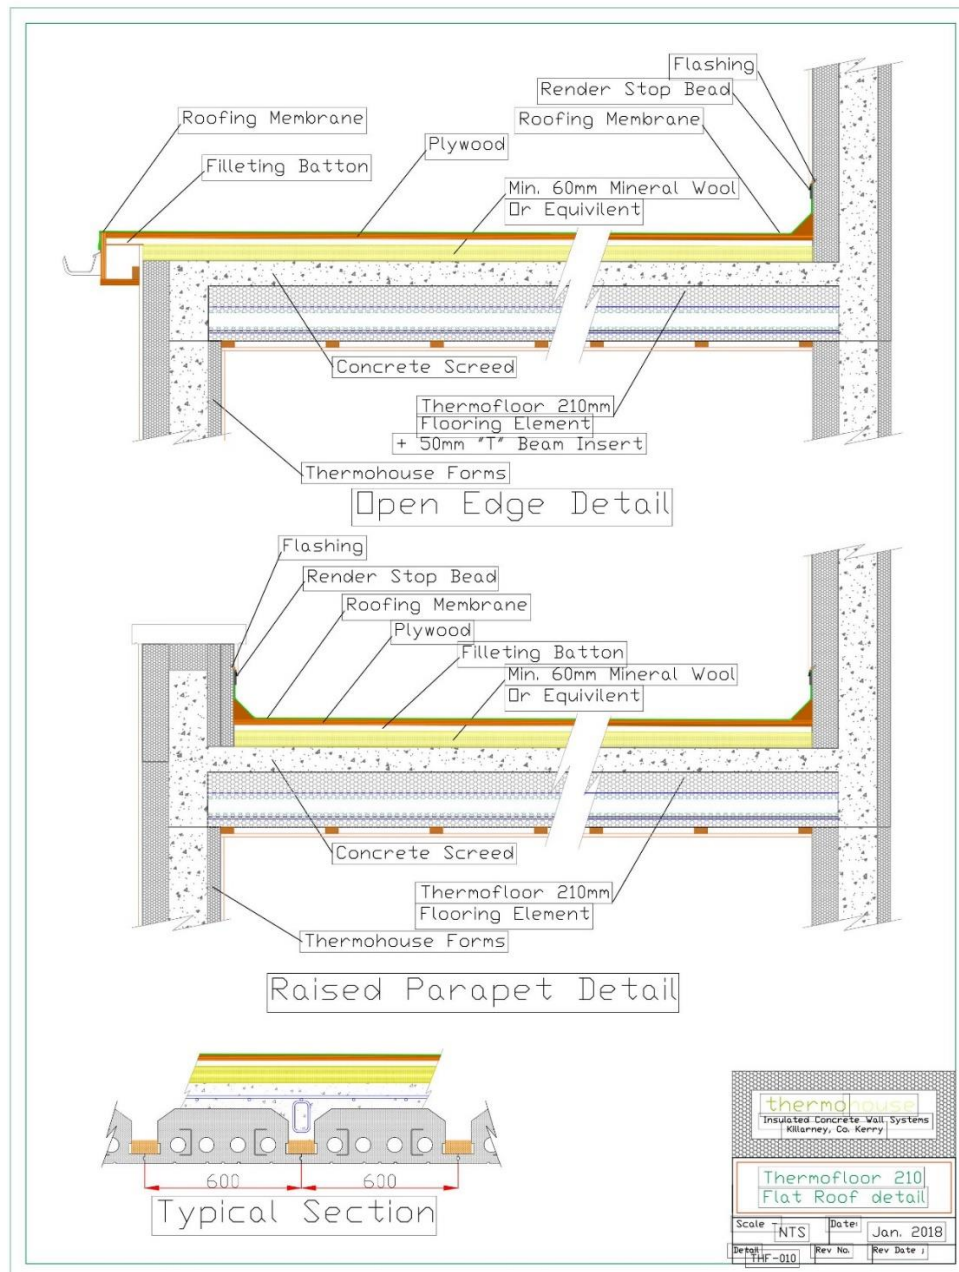 Flashing
Render Stop Bead
Roofing Membrane
Roofing Membrane
Plywood
Filleting Batton
Min. 60mm Mineral Wool
Or Equivilent
Concrete Screed
Thermofloor 210mm
Flooring Element
+ 50mm "T" Beam Insert
Thermohouse Forms
Open Edge Detail
Flashing
Render Stop Bead
Roofing Membrane
Plywood
Filleting Batton
Min. 60mm Mineral Wool
Or Equivilent
Concrete Screed
Thermofloor 210mm
Flooring Element
Thermohouse Forms
Raised Parapet Detail
600 600
Typical Section
thermohouse
Insulated Concrete Wall Systems
Killarney, Co. Kerry
Thermofloor 210
Flat Roof detail
Scale - NTS Date: Jan. 2018
Detail THF-010 Rev No. Rev Date :